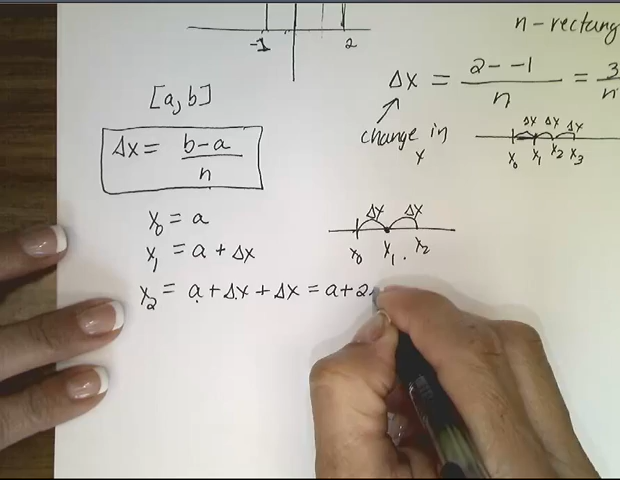 -1 2
n-rectang
Δx = 2--1 / n = 3 / n
[a,b]
change in x
Δx Δx Δx
x₀ x₁ x₂ x₃
Δx = b-a / n
x₀ = a
Δx Δx
x₁ = a + Δx
x₀ x₁ x₂
x₂ = a + Δx + Δx = a + 2